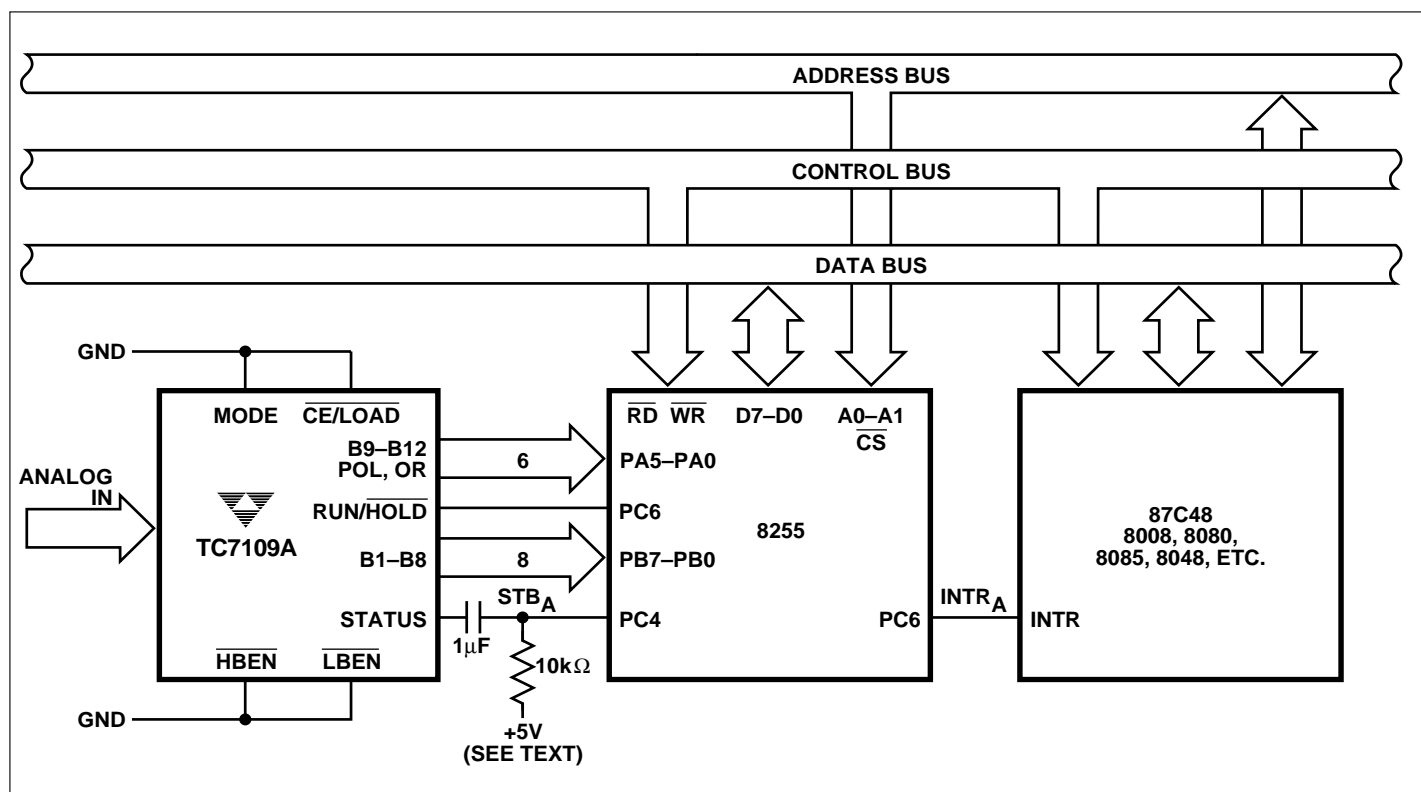 ADDRESS BUS
CONTROL BUS
DATA BUS
GND
MODE CE/LOAD
B9–B12
POL, OR
RUN/HOLD
B1–B8
STATUS
HBEN LBEN
TC7109A
ANALOG
IN
GND
6
8
STB A
1µF
10kΩ
+5V
(SEE TEXT)
RD WR D7–D0 A0–A1
CS
PA5–PA0
PC6
8255
PB7–PB0
PC4
PC6
INTR A
INTR
87C48
8008, 8080,
8085, 8048, ETC.